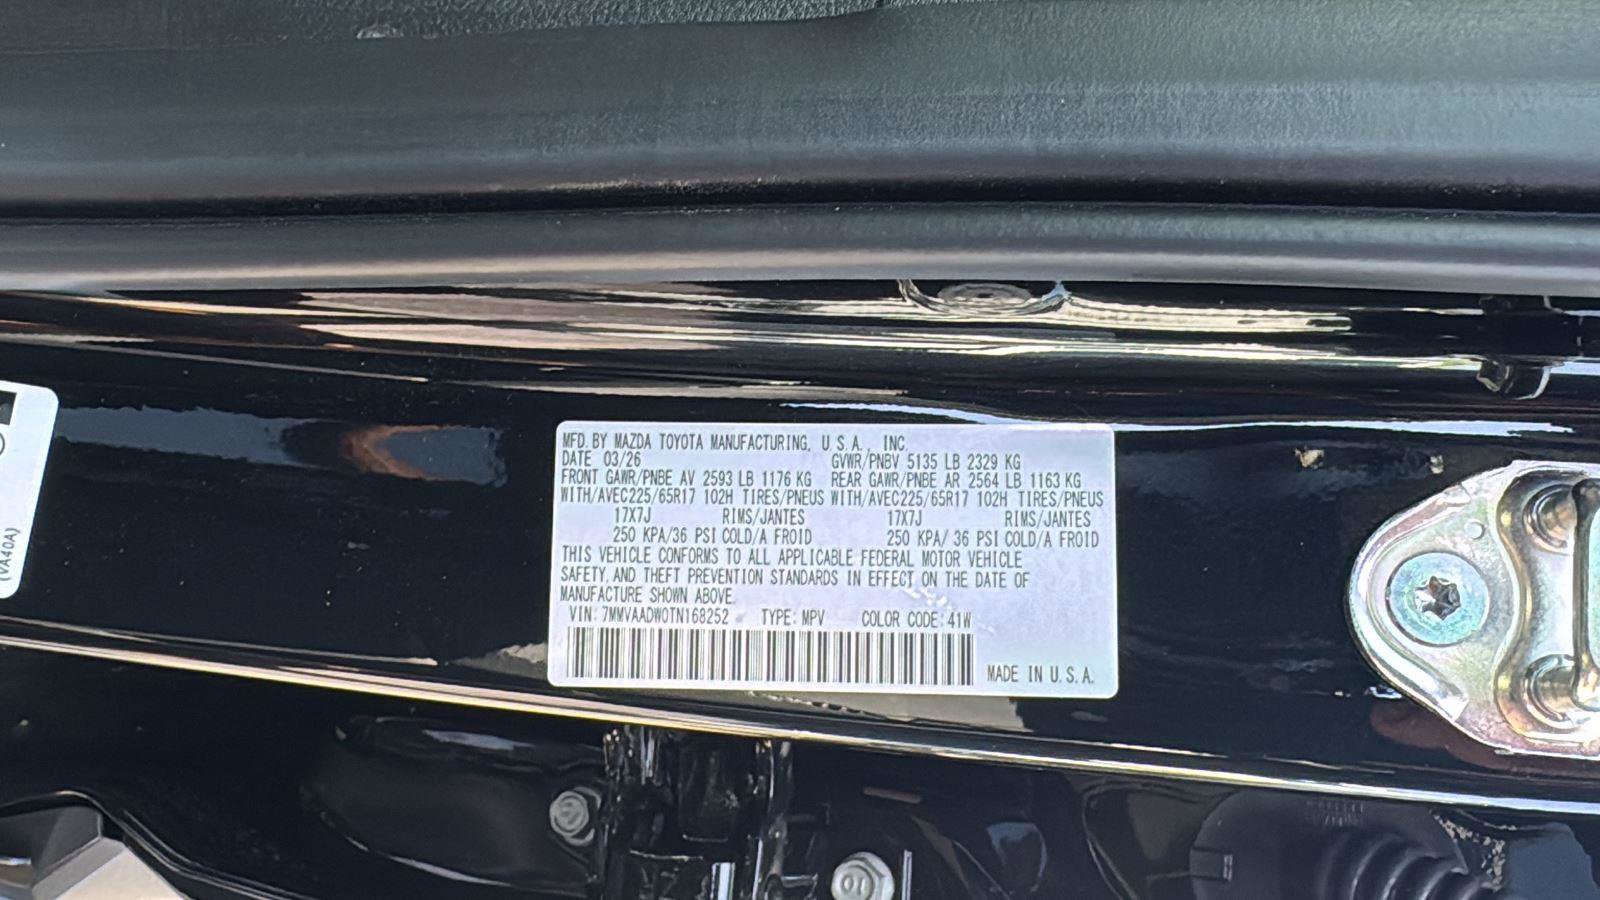 MFD. BY MAZDA TOYOTA MANUFACTURING, U.S.A., INC.
DATE 03/26 GVWR/PNBV 5135 LB 2329 KG
FRONT GAWR/PNBE AV 2593 LB 1176 KG REAR GAWR/PNBE AR 2564 LB 1163 KG
WITH/AVEC225/65R17 102H TIRES/PNEUS WITH/AVEC225/65R17 102H TIRES/PNEUS
17X7J RIMS/JANTES 17X7J RIMS/JANTES
250 KPA/36 PSI COLD/A FROID 250 KPA/ 36 PSI COLD/A FROID
THIS VEHICLE CONFORMS TO ALL APPLICABLE FEDERAL MOTOR VEHICLE
SAFETY, AND THEFT PREVENTION STANDARDS IN EFFECT ON THE DATE OF
MANUFACTURE SHOWN ABOVE.
VIN: 7MMVAADW0TN168252 TYPE: MPV COLOR CODE: 41W
MADE IN U.S.A.
(VA40A)
10